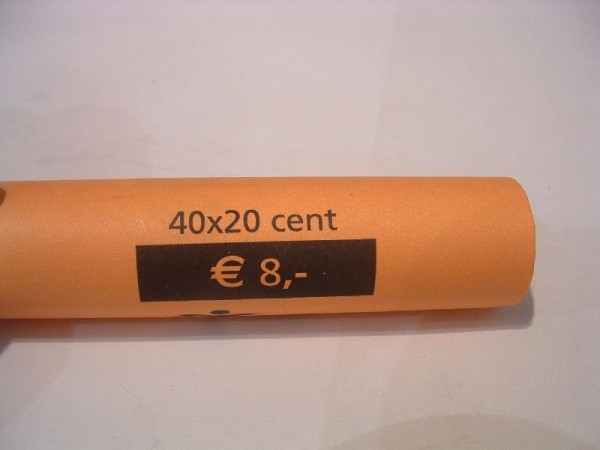 40x20 cent
€ 8,-